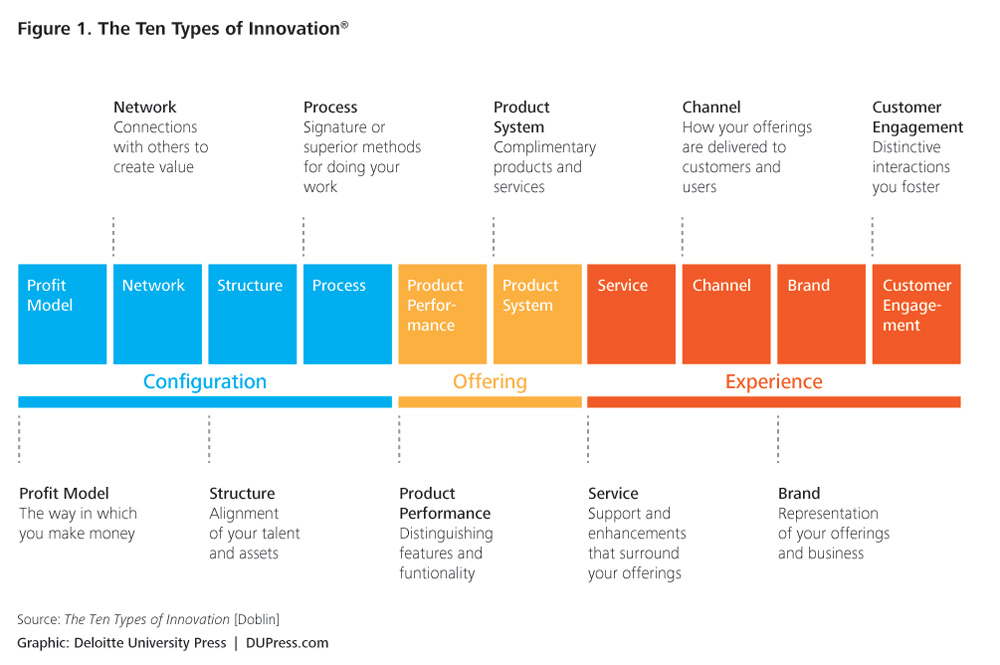 Figure 1. The Ten Types of Innovation®
Network
Connections
with others to
create value
Process
Signature or
superior methods
for doing your
work
Product
System
Complimentary
products and
services
Channel
How your offerings
are delivered to
customers and
users
Customer
Engagement
Distinctive
interactions
you foster
Profit
Model
Network
Structure
Process
Product
Perfor-
mance
Product
System
Service
Channel
Brand
Customer
Engage-
ment
Configuration
Offering
Experience
Profit Model
The way in which
you make money
Structure
Alignment
of your talent
and assets
Product
Performance
Distinguishing
features and
funtionality
Service
Support and
enhancements
that surround
your offerings
Brand
Representation
of your offerings
and business
Source: The Ten Types of Innovation [Doblin]
Graphic: Deloitte University Press | DUPress.com